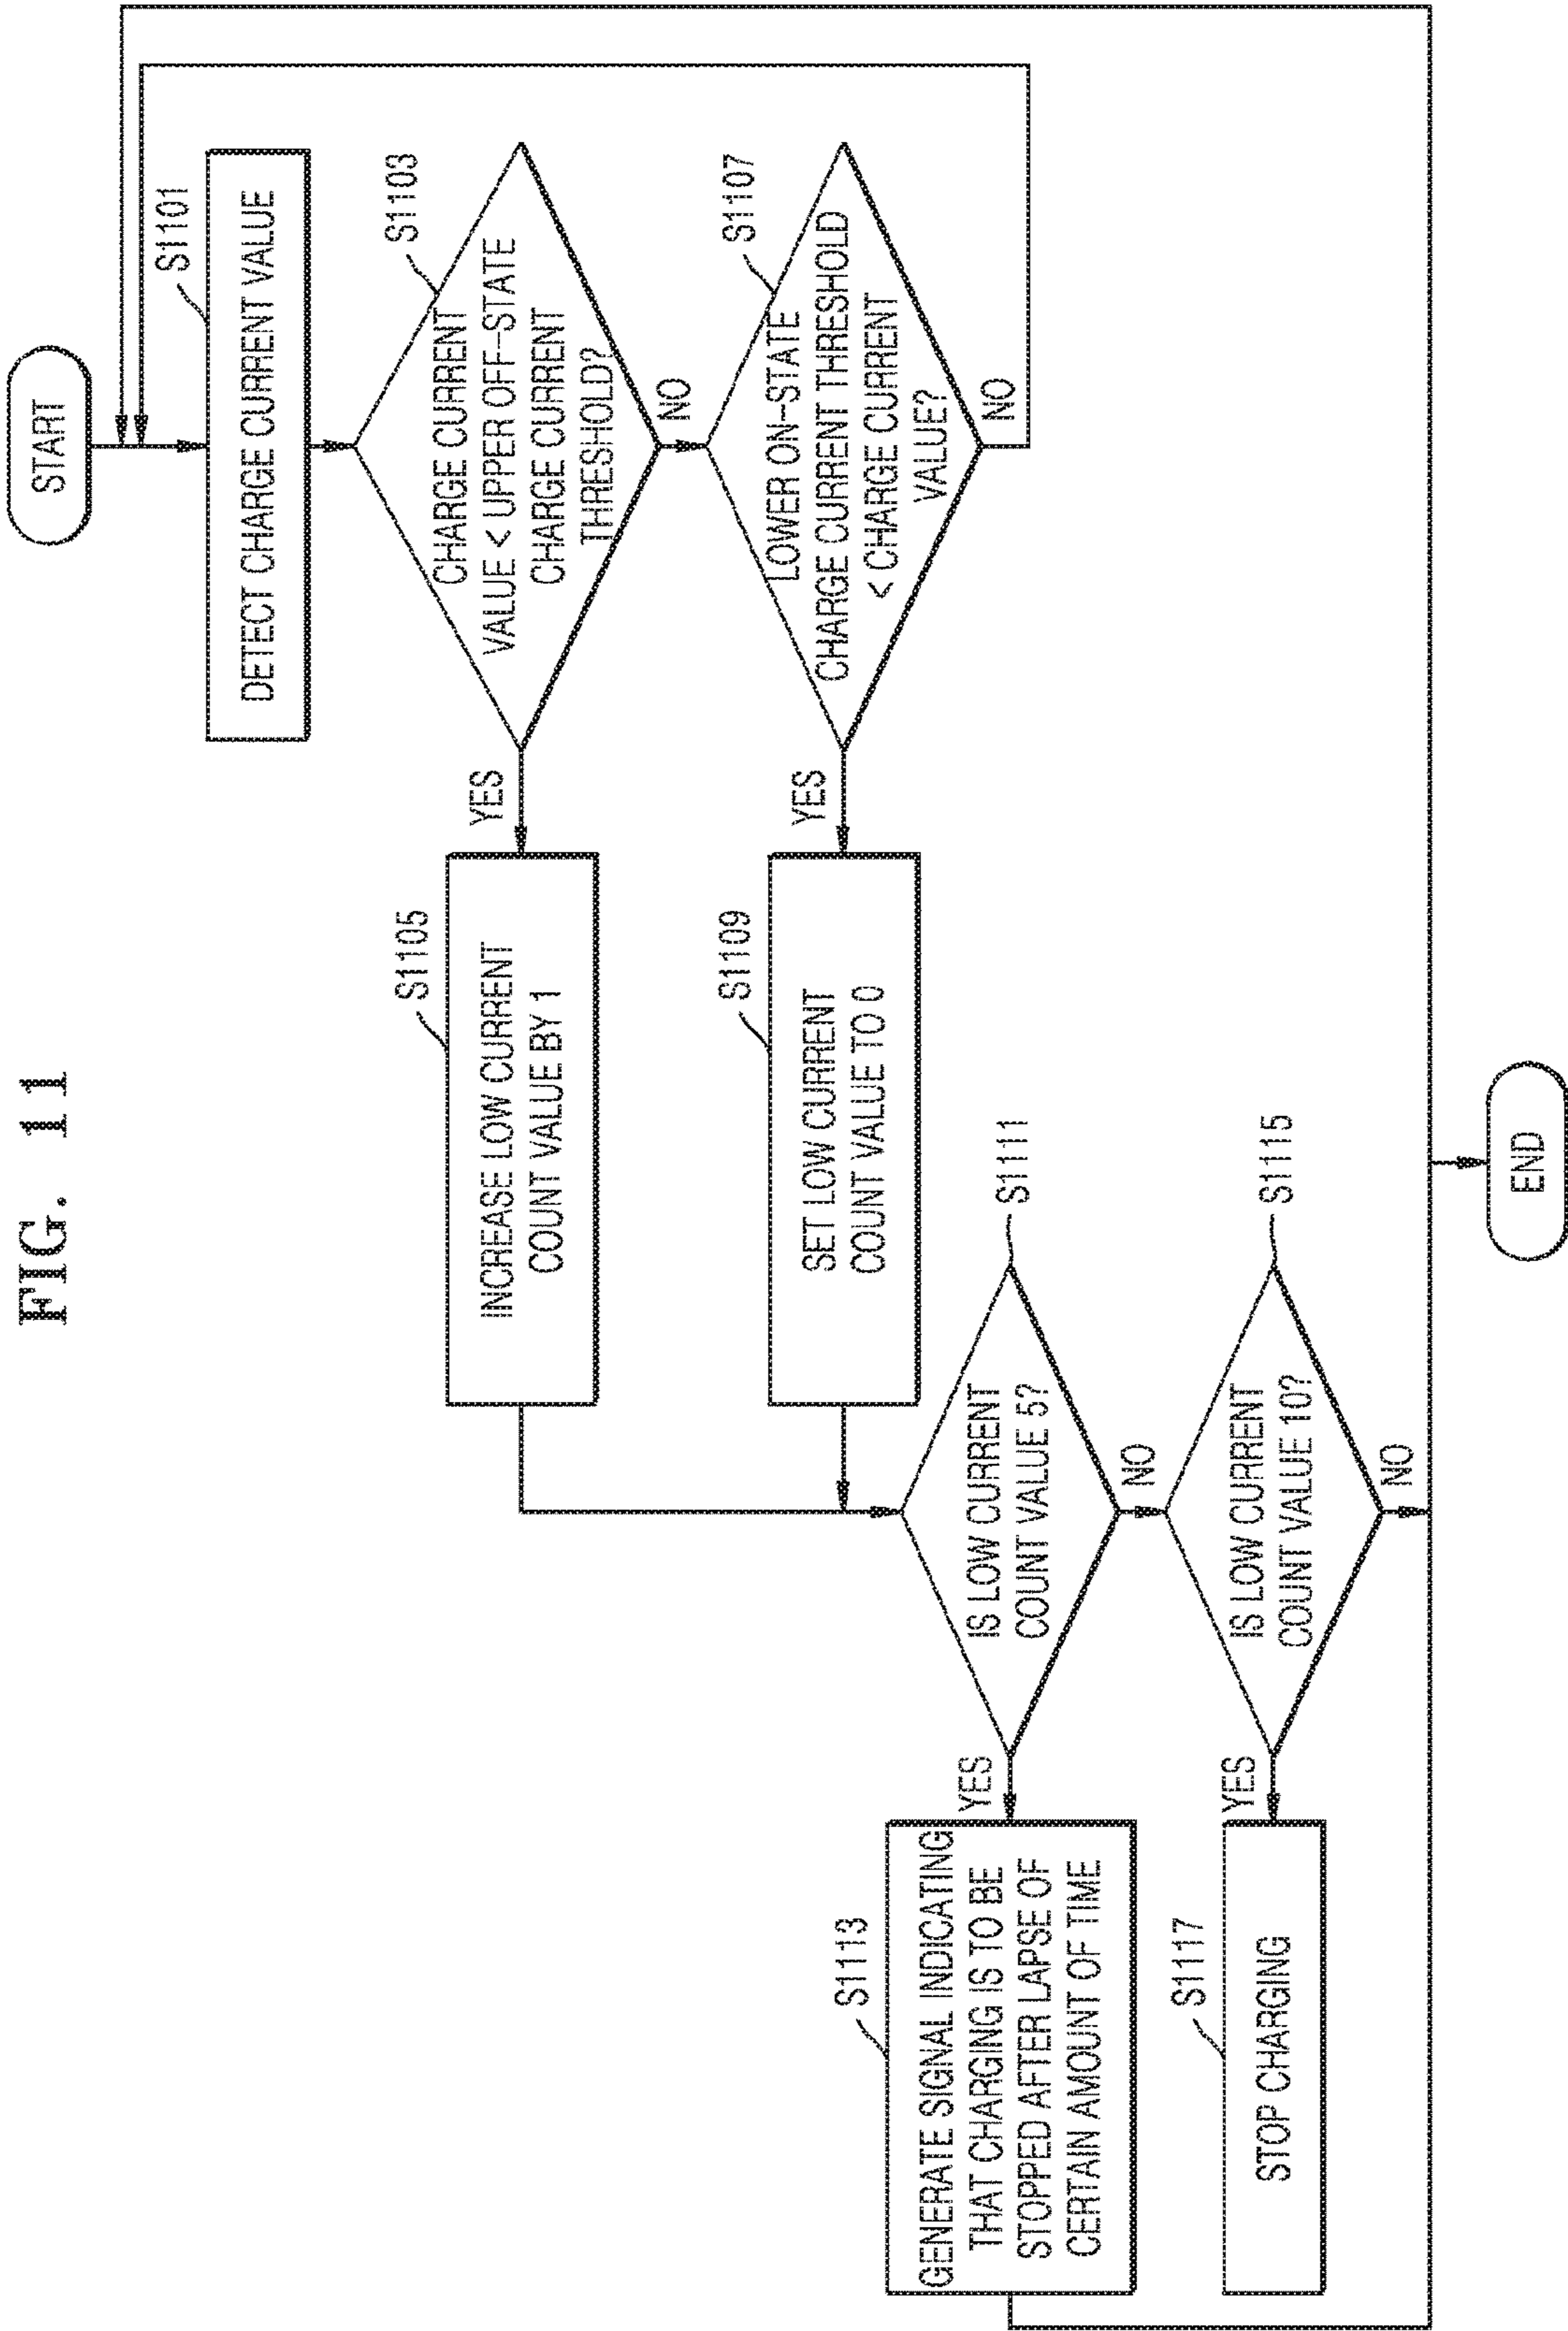 FIG. 11
START
S1101
DETECT CHARGE CURRENT VALUE
S1103
CHARGE CURRENT
VALUE < UPPER OFF-STATE
CHARGE CURRENT
THRESHOLD?
YES
NO
S1105
INCREASE LOW CURRENT
COUNT VALUE BY 1
S1107
LOWER ON-STATE
CHARGE CURRENT THRESHOLD
< CHARGE CURRENT
VALUE?
YES
NO
S1109
SET LOW CURRENT
COUNT VALUE TO 0
S1111
IS LOW CURRENT
COUNT VALUE 5?
YES
NO
S1113
GENERATE SIGNAL INDICATING
THAT CHARGING IS TO BE
STOPPED AFTER LAPSE OF
CERTAIN AMOUNT OF TIME
S1115
IS LOW CURRENT
COUNT VALUE 10?
YES
NO
S1117
STOP CHARGING
END